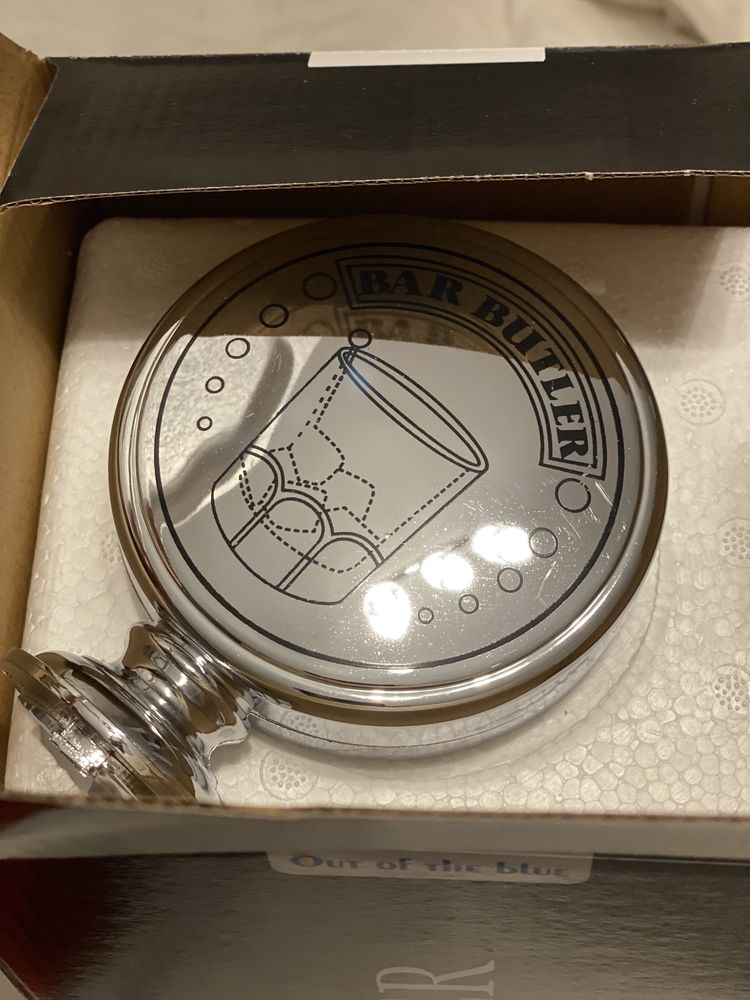 BAR BUTLER
OUT OF THE BLUE
R